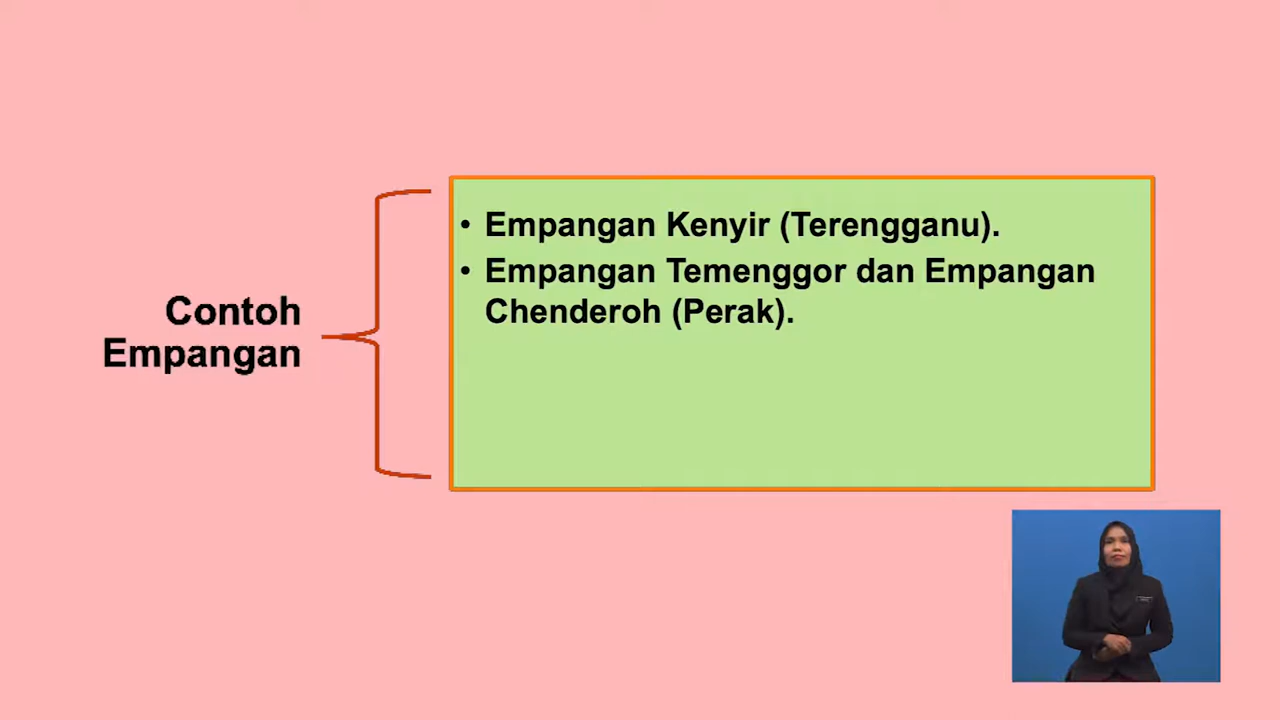 Contoh
Empangan
• Empangan Kenyir (Terengganu).
• Empangan Temenggor dan Empangan
Chenderoh (Perak).